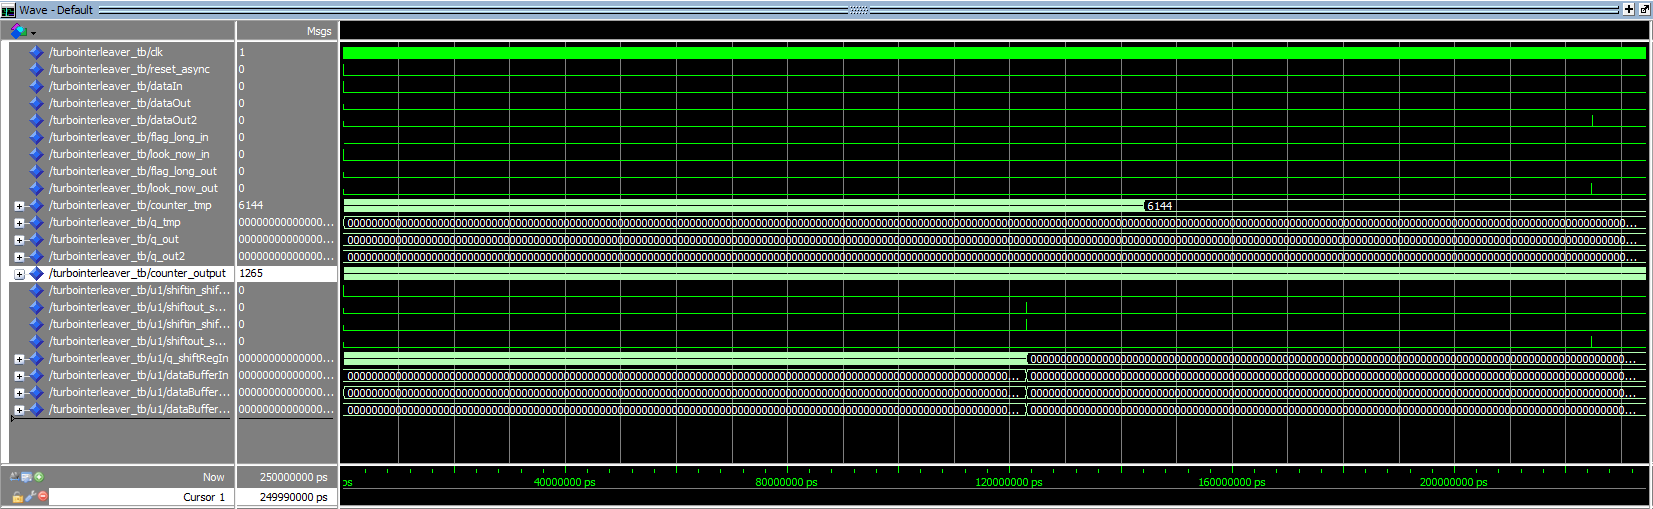 Wave - Default
Msgs
/turbointerleaver_tb/clk 1
/turbointerleaver_tb/reset_async 0
/turbointerleaver_tb/dataIn 0
/turbointerleaver_tb/dataOut 0
/turbointerleaver_tb/dataOut2 0
/turbointerleaver_tb/flag_long_in 0
/turbointerleaver_tb/look_now_in 0
/turbointerleaver_tb/flag_long_out 0
/turbointerleaver_tb/look_now_out 0
/turbointerleaver_tb/counter_tmp 6144 6144
/turbointerleaver_tb/q_tmp 00000000000000...
/turbointerleaver_tb/q_out 00000000000000...
/turbointerleaver_tb/q_out2 00000000000000...
/turbointerleaver_tb/counter_output 1265
/turbointerleaver_tb/u1/shiftin_shif... 0
/turbointerleaver_tb/u1/shiftout_s... 0
/turbointerleaver_tb/u1/shiftin_shif... 0
/turbointerleaver_tb/u1/shiftout_s... 0
/turbointerleaver_tb/u1/q_shiftRegIn 00000000000000...
/turbointerleaver_tb/u1/dataBufferIn 00000000000000...
/turbointerleaver_tb/u1/dataBuffer... 00000000000000...
/turbointerleaver_tb/u1/dataBuffer... 00000000000000...
Now 250000000 ps ps 40000000 ps 80000000 ps 120000000 ps 160000000 ps 200000000 ps
Cursor 1 249990000 ps